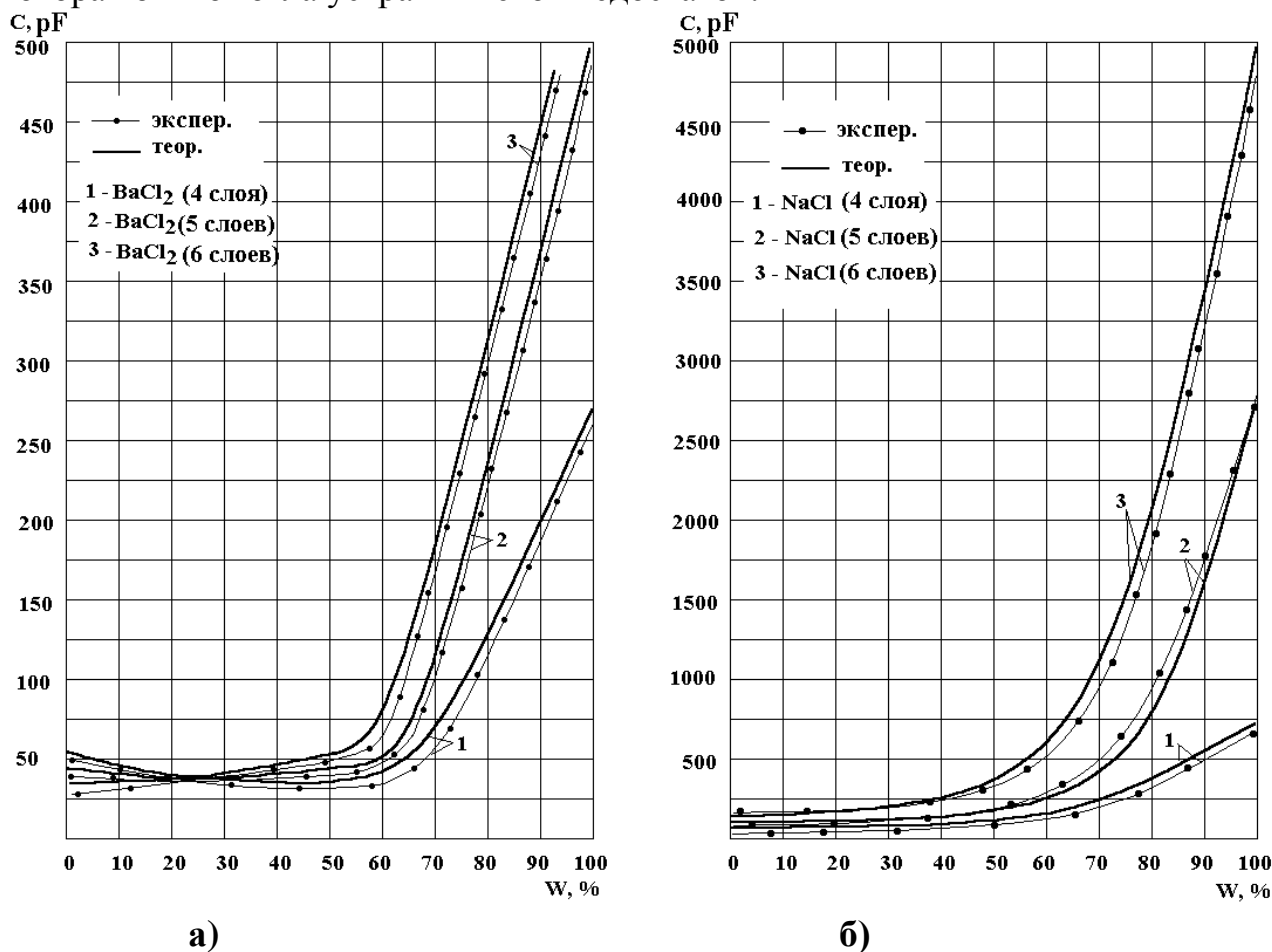 C, pF
500
450
400
350
300
250
200
150
100
50
экспер.
теор.
1 - BaCl2 (4 слоя)
2 - BaCl2 (5 слоев)
3 - BaCl2 (6 слоев)
3
2
1
0 10 20 30 40 50 60 70 80 90 100
W, %
а)
C, pF
5000
4500
4000
3500
3000
2500
2000
1500
1000
500
экспер.
теор.
1 - NaCl (4 слоя)
2 - NaCl (5 слоев)
3 - NaCl (6 слоев)
3
2
1
0 10 20 30 40 50 60 70 80 90 100
W, %
б)